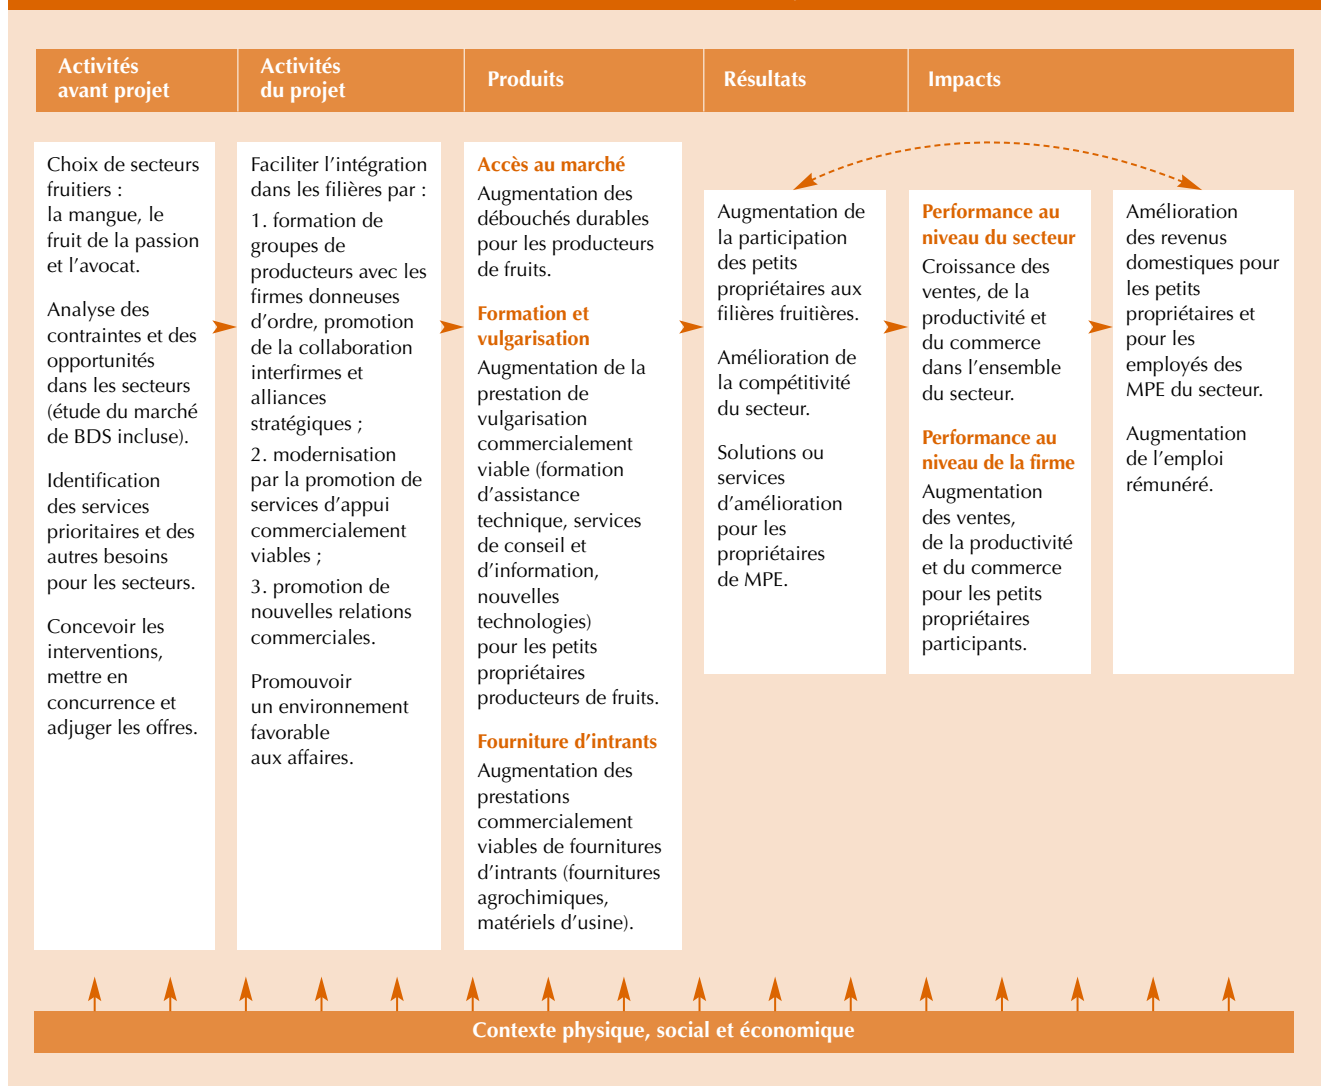 Activités
avant projet
Activités
du projet
Produits
Résultats
Impacts
Choix de secteurs
fruitiers :
la mangue, le
fruit de la passion
et l’avocat.
Analyse des
contraintes et des
opportunités
dans les secteurs
(étude du marché
de BDS incluse).
Identification
des services
prioritaires et des
autres besoins
pour les secteurs.
Concevoir les
interventions,
mettre en
concurrence et
adjuger les offres.
Faciliter l’intégration
dans les filières par :
1. formation de
groupes de
producteurs avec les
firmes donneuses
d’ordre, promotion
de la collaboration
interfirmes et
alliances
stratégiques ;
2. modernisation
par la promotion de
services d’appui
commercialement
viables ;
3. promotion de
nouvelles relations
commerciales.
Promouvoir
un environnement
favorable
aux affaires.
Accès au marché
Augmentation des
débouchés durables
pour les producteurs
de fruits.
Formation et
vulgarisation
Augmentation de la
prestation de
vulgarisation
commercialement
viable (formation
d’assistance
technique, services
de conseil et
d’information,
nouvelles
technologies)
pour les petits
propriétaires
producteurs de fruits.
Fourniture d’intrants
Augmentation des
prestations
commercialement
viables de fournitures
d’intrants (fournitures
agrochimiques,
matériels d’usine).
Augmentation de
la participation
des petits
propriétaires aux
filières fruitières.
Amélioration de
la compétitivité
du secteur.
Solutions ou
services
d’amélioration
pour les
propriétaires
de MPE.
Performance au
niveau du secteur
Croissance des
ventes, de la
productivité et
du commerce
dans l’ensemble
du secteur.
Performance au
niveau de la firme
Augmentation
des ventes,
de la productivité
et du commerce
pour les petits
propriétaires
participants.
Amélioration
des revenus
domestiques pour
les petits
propriétaires et
pour les
employés des
MPE du secteur.
Augmentation
de l’emploi
rémunéré.
Contexte physique, social et économique